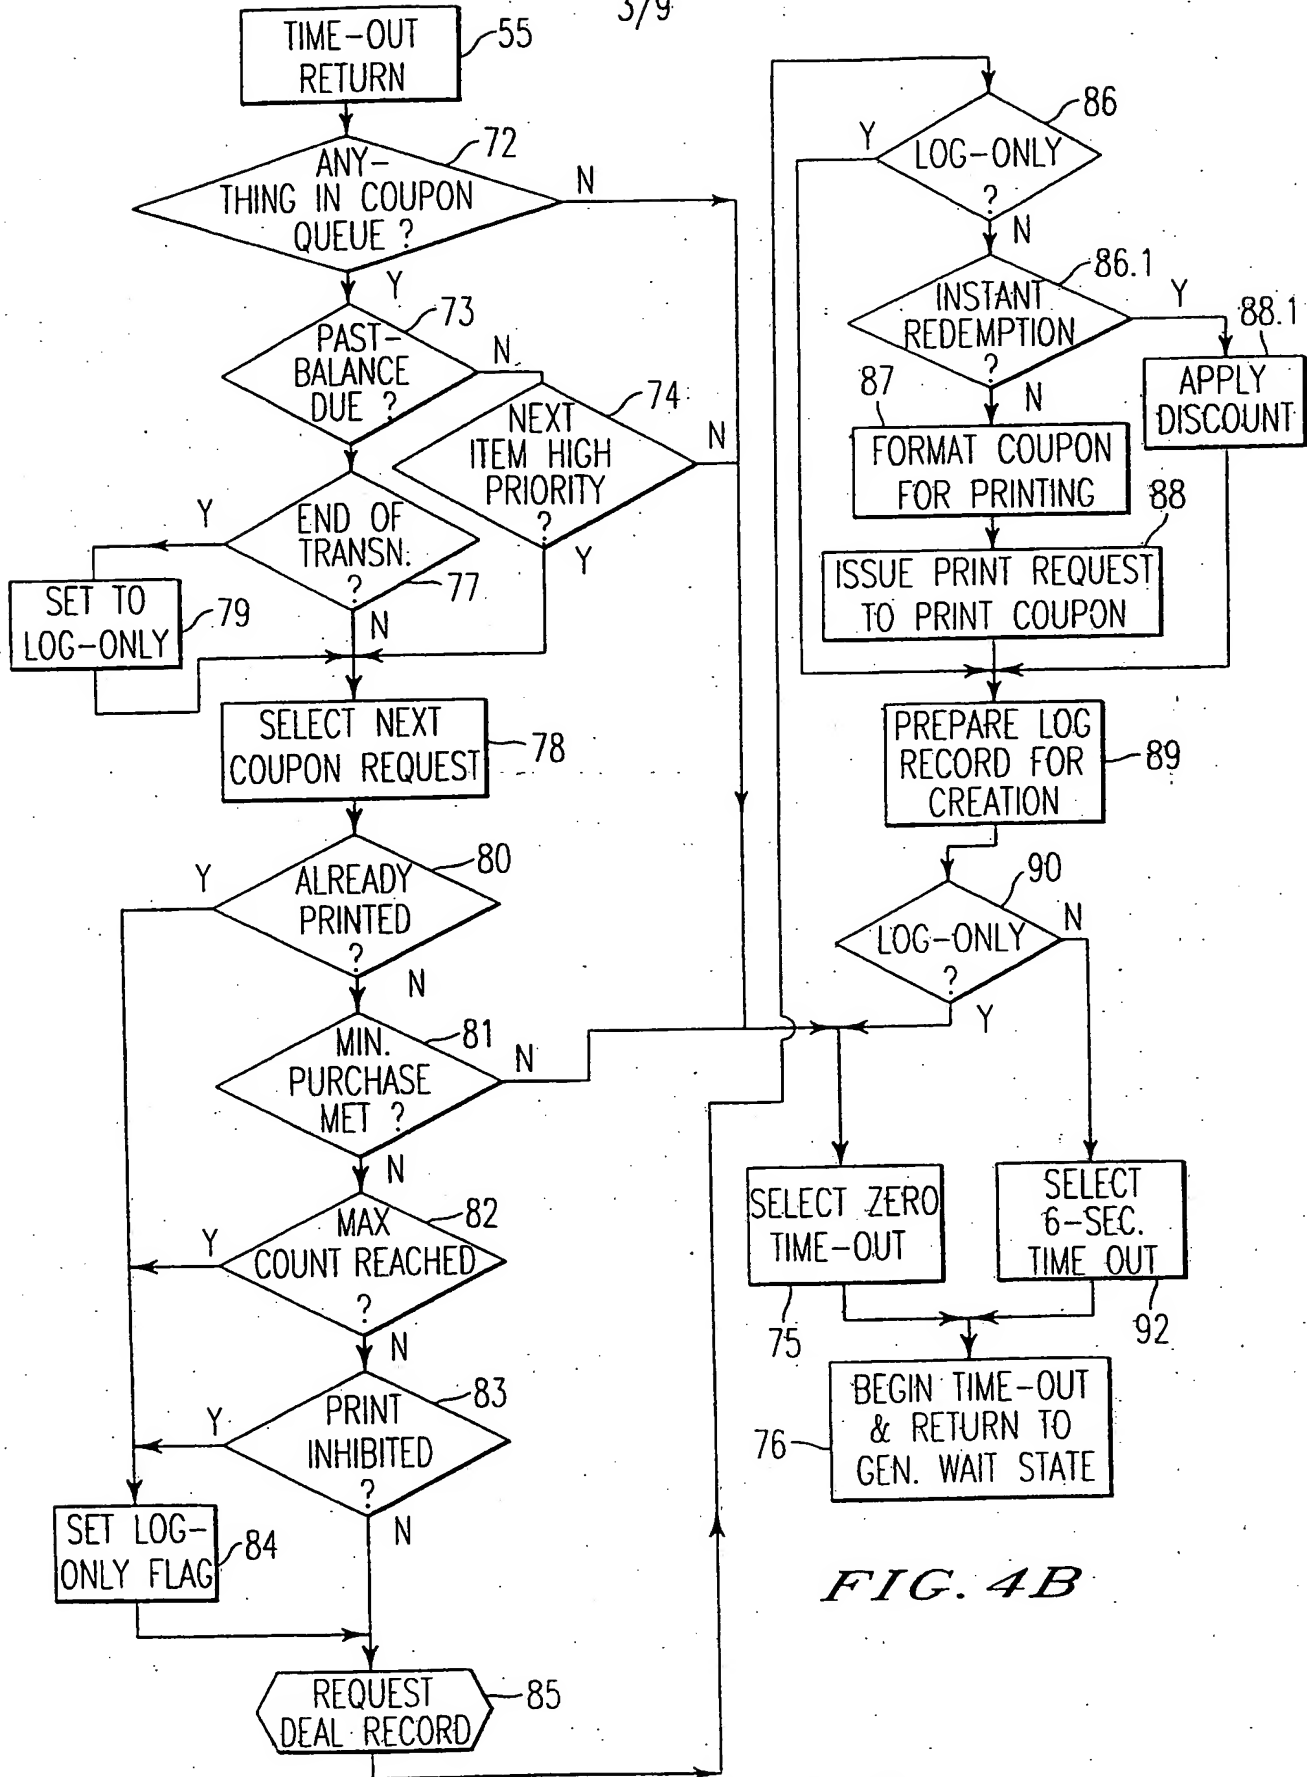 3/9
TIME-OUT
RETURN
55
ANY-
THING IN COUPON
QUEUE ?
72
N
Y
PAST-
BALANCE
DUE ?
73
N
NEXT
ITEM HIGH
PRIORITY
?
74
N
Y
END OF
TRANSN.
?
77
Y
N
SET TO
LOG-ONLY
79
SELECT NEXT
COUPON REQUEST
78
ALREADY
PRINTED
?
80
Y
N
MIN.
PURCHASE
MET ?
81
N
N
MAX
COUNT REACHED
?
82
Y
N
PRINT
INHIBITED
?
83
Y
N
SET LOG-
ONLY FLAG
84
REQUEST
DEAL RECORD
85
LOG-ONLY
?
86
Y
N
INSTANT
REDEMPTION
?
86.1
Y
N
APPLY
DISCOUNT
88.1
87
FORMAT COUPON
FOR PRINTING
88
ISSUE PRINT REQUEST
TO PRINT COUPON
PREPARE LOG
RECORD FOR
CREATION
89
LOG-ONLY
?
90
N
Y
SELECT ZERO
TIME-OUT
75
SELECT
6-SEC.
TIME OUT
92
BEGIN TIME-OUT
& RETURN TO
GEN. WAIT STATE
76
FIG. 4B